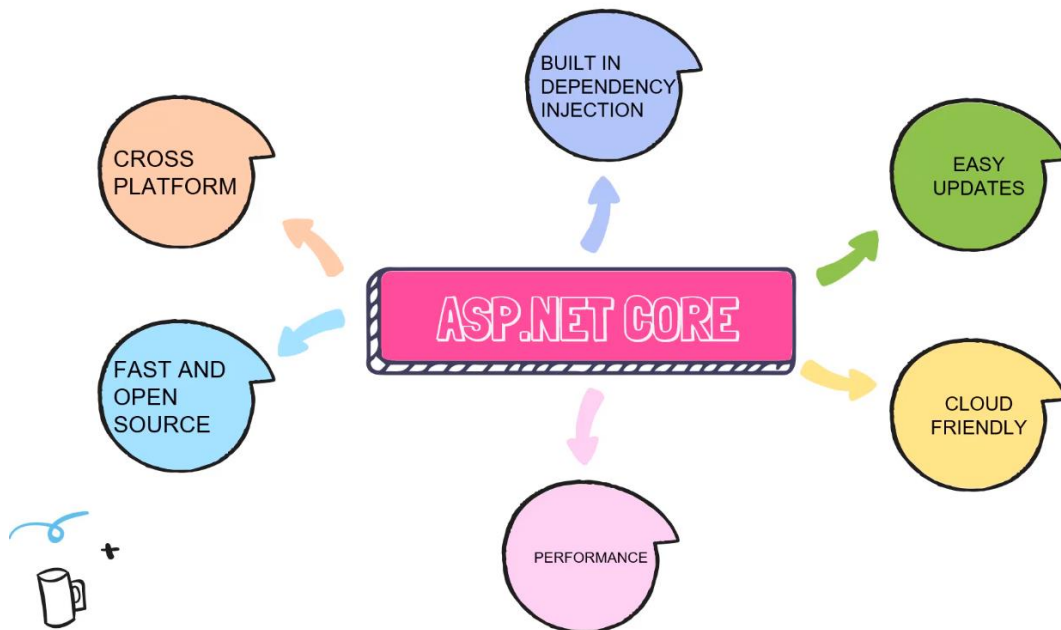 BUILT IN
DEPENDENCY
INJECTION
CROSS
PLATFORM
EASY
UPDATES
ASP.NET CORE
FAST AND
OPEN
SOURCE
CLOUD
FRIENDLY
PERFORMANCE